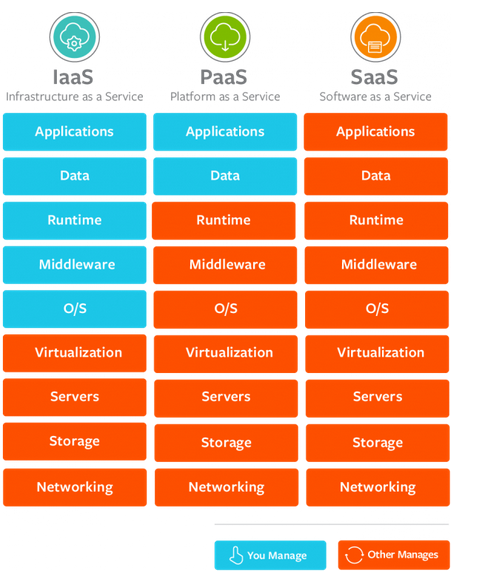 IaaS
Infrastructure as a Service
PaaS
Platform as a Service
SaaS
Software as a Service
Applications
Applications
Applications
Data
Data
Data
Runtime
Runtime
Runtime
Middleware
Middleware
Middleware
O/S
O/S
O/S
Virtualization
Virtualization
Virtualization
Servers
Servers
Servers
Storage
Storage
Storage
Networking
Networking
Networking
You Manage
Other Manages